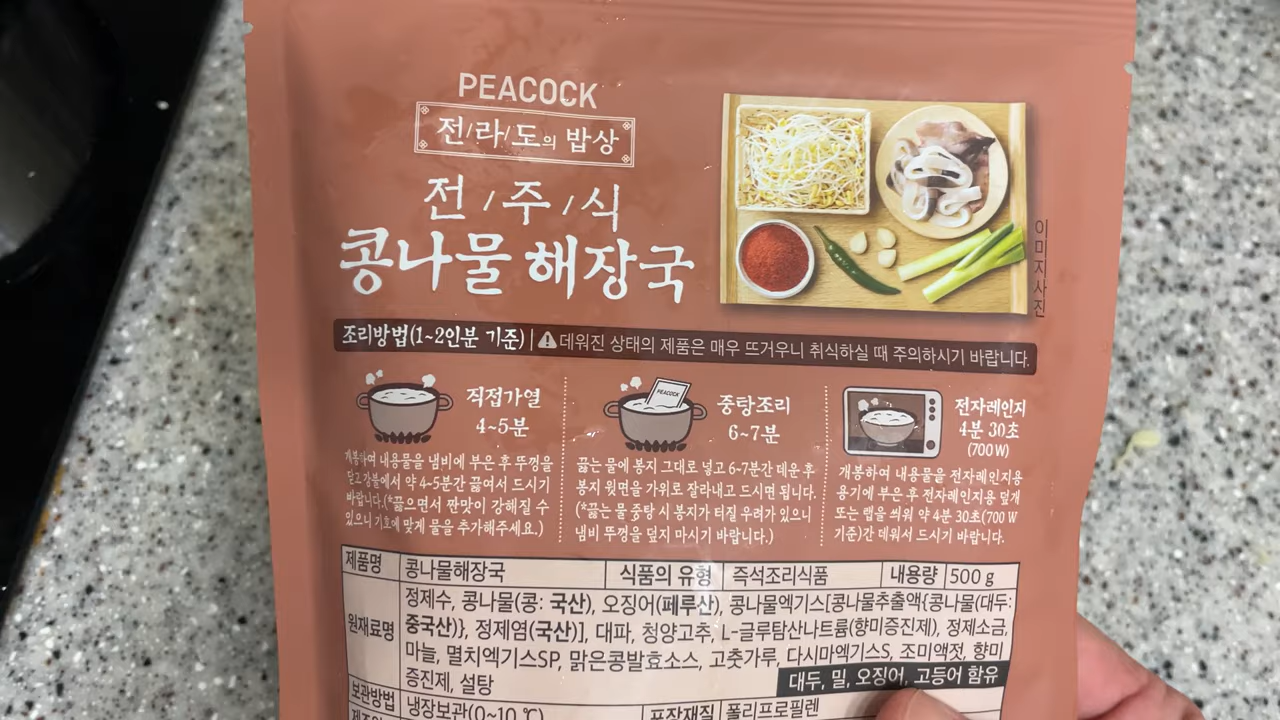 PEACOCK
전/라/도의 밥상
전/주/식
콩나물 해장국
이미지사진
조리방법(1~2인분 기준) | 데워진 상태의 제품은 매우 뜨거우니 취식하실 때 주의하시기 바랍니다.
직접가열
4~5분
개봉하여 내용물을 냄비에 부은 후 뚜껑을
닫고 강불에서 약 4-5분간 끓여서 드시기
바랍니다.(*끓으면서 짠맛이 강해질 수
있으니 기호에 맞게 물을 추가해주세요.)
PEACOCK
중탕조리
6~7분
끓는 물에 봉지 그대로 넣고 6-7분간 데운 후
봉지 윗면을 가위로 잘라내고 드시면 됩니다.
(*끓는 물 중탕 시 봉지가 터질 우려가 있으니
냄비 뚜껑을 덮지 마시기 바랍니다.)
전자레인지
4분 30초
(700W)
개봉하여 내용물을 전자레인지용
용기에 부은 후 전자레인지용 덮개
또는 랩을 씌워 약 4분 30초(700W
기준)간 데워서 드시기 바랍니다.
제품명 콩나물해장국 식품의 유형 즉석조리식품 내용량 500 g
원재료명
정제수, 콩나물(콩: 국산), 오징어(페루산), 콩나물엑기스[콩나물추출액{콩나물(대두:
중국산)}, 정제염(국산)], 대파, 청양고추, L-글루탐산나트륨(향미증진제), 정제소금,
마늘, 멸치엑기스SP, 맑은콩발효소스, 고춧가루, 다시마엑기스S, 조미액젓, 향미
증진제, 설탕
대두, 밀, 오징어, 고등어 함유
보관방법 냉장보관(0~10 ℃) 포장재질 폴리프로필렌